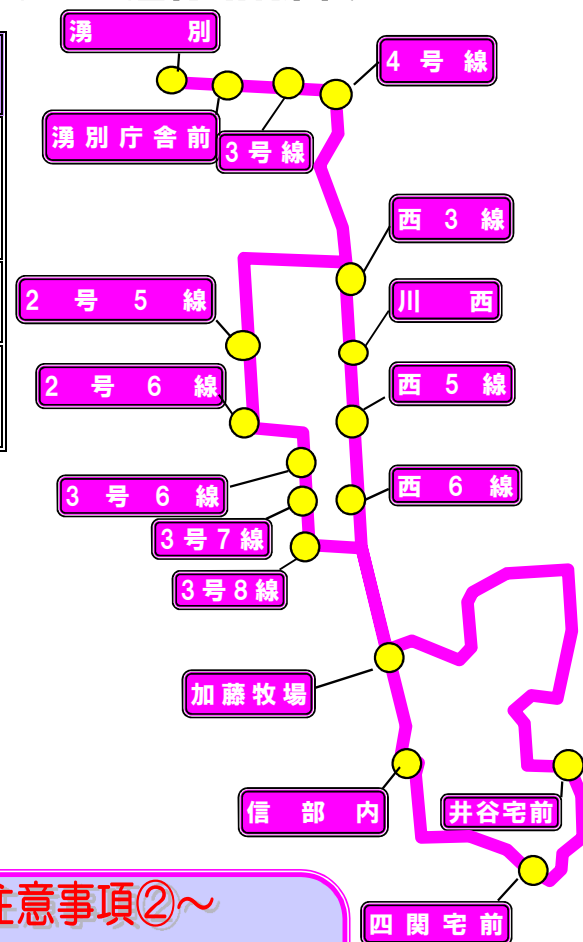 湧別
4号線
湧別庁舎前
3号線
西3線
2号5線
川西
2号6線
西5線
3号6線
西6線
3号7線
3号8線
加藤牧場
信部内
井谷宅前
四関宅前
注意事項②～